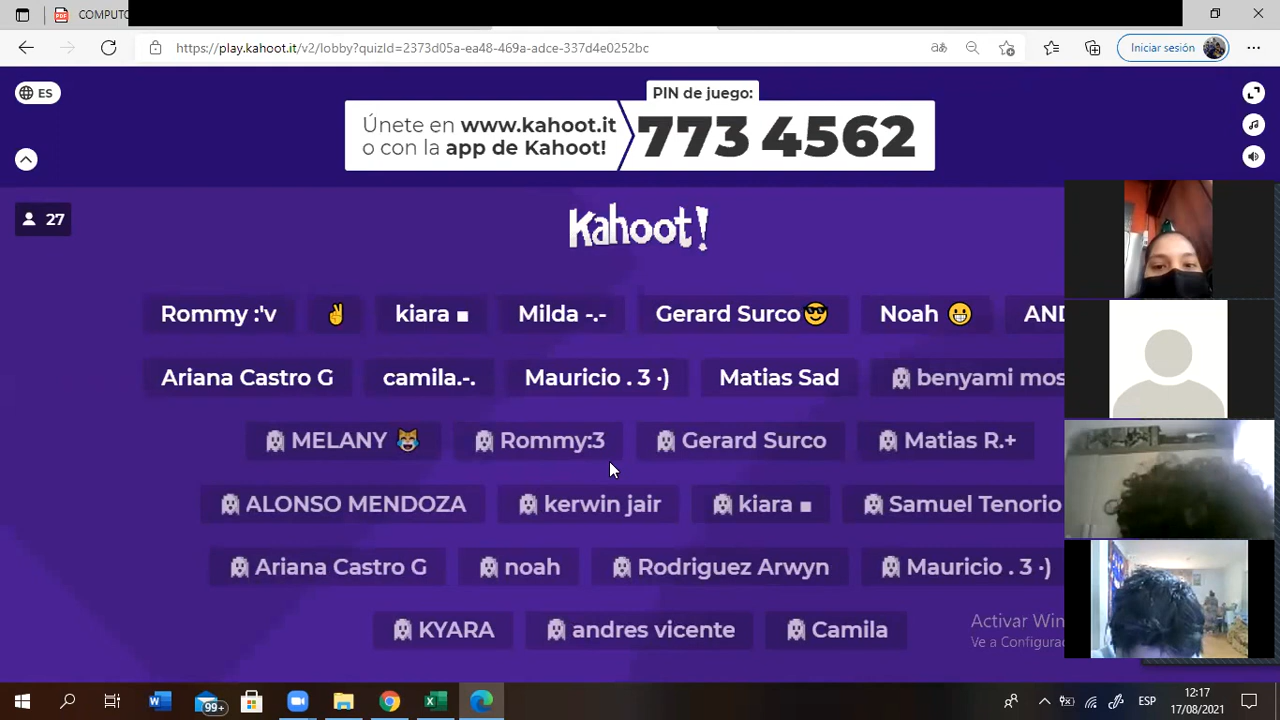 COMPUTO
https://play.kahoot.it/v2/lobby?quizId=2373d05a-ea48-469a-adce-337d4e0252bc
Iniciar sesión
ES
PIN de juego:
Únete en www.kahoot.it
o con la app de Kahoot!
773 4562
27
Kahoot!
Rommy :'v ✌ kiara ■ Milda -.- Gerard Surco😎 Noah 😀 AND
Ariana Castro G camila.-. Mauricio . 3 ·) Matias Sad benyami mos
MELANY 😹 Rommy:3 Gerard Surco Matias R.+
ALONSO MENDOZA kerwin jair kiara ■ Samuel Tenorio
Ariana Castro G noah Rodriguez Arwyn Mauricio . 3 ·)
KYARA andres vicente Camila
Activar Win
Ve a Configura
99+
ESP
12:17
17/08/2021